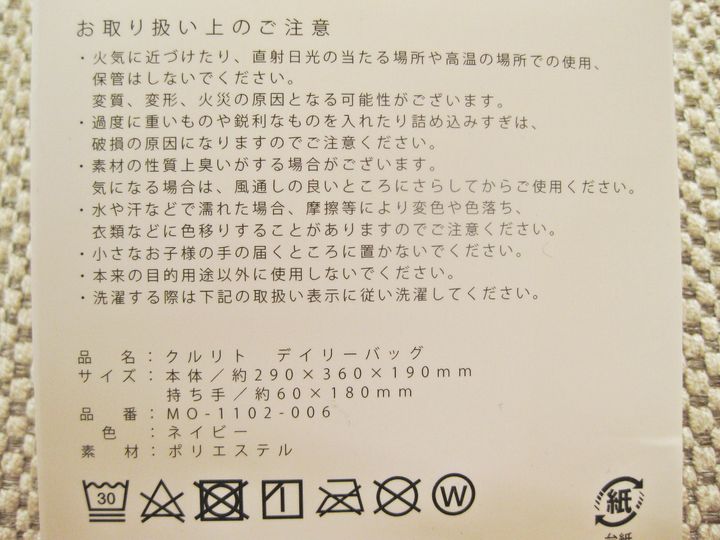 お取り扱い上のご注意
・火気に近づけたり、直射日光の当たる場所や高温の場所での使用、
保管はしないでください。
変質、変形、火災の原因となる可能性がございます。
・過度に重いものや鋭利なものを入れたり詰め込みすぎは、
破損の原因になりますのでご注意ください。
・素材の性質上臭いがする場合がございます。
気になる場合は、風通しの良いところにさらしてからご使用ください。
・水や汗などで濡れた場合、摩擦等により変色や色落ち、
衣類などに色移りすることがありますのでご注意ください。
・小さなお子様の手の届くところに置かないでください。
・本来の目的用途以外に使用しないでください。
・洗濯する際は下記の取扱い表示に従い洗濯してください。
品 名：クルリト デイリーバッグ
サイズ：本体／約290×360×190mm
持ち手／約60×180mm
品 番：MO-1102-006
色 ：ネイビー
素 材：ポリエステル
30 W 紙
台紙